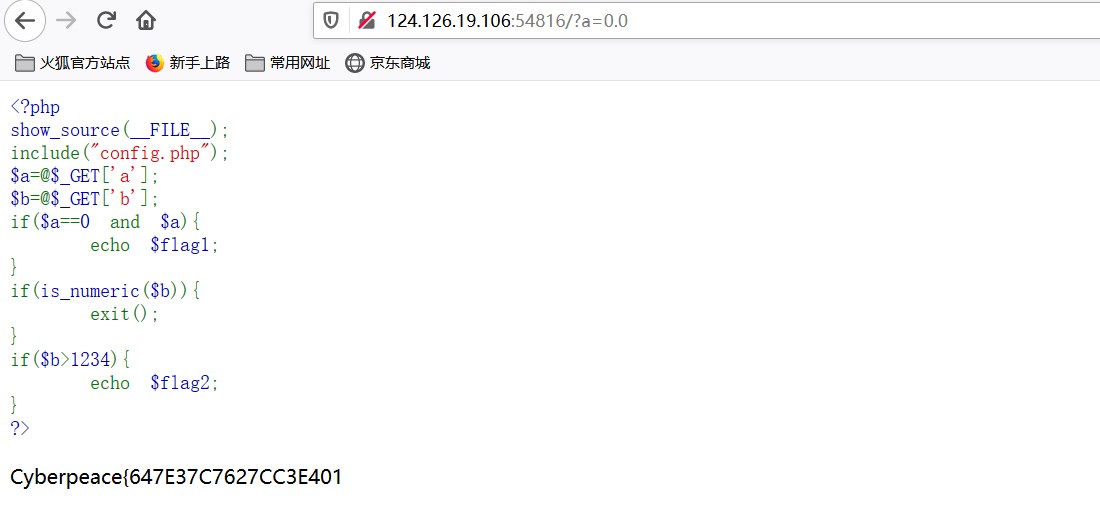 124.126.19.106:54816/?a=0.0
火狐官方站点 新手上路 常用网址 京东商城
<?php
show_source(__FILE__);
include("config.php");
$a=@$_GET['a'];
$b=@$_GET['b'];
if($a==0 and $a){
echo $flag1;
}
if(is_numeric($b)){
exit();
}
if($b>1234){
echo $flag2;
}
?>
Cyberpeace{647E37C7627CC3E401